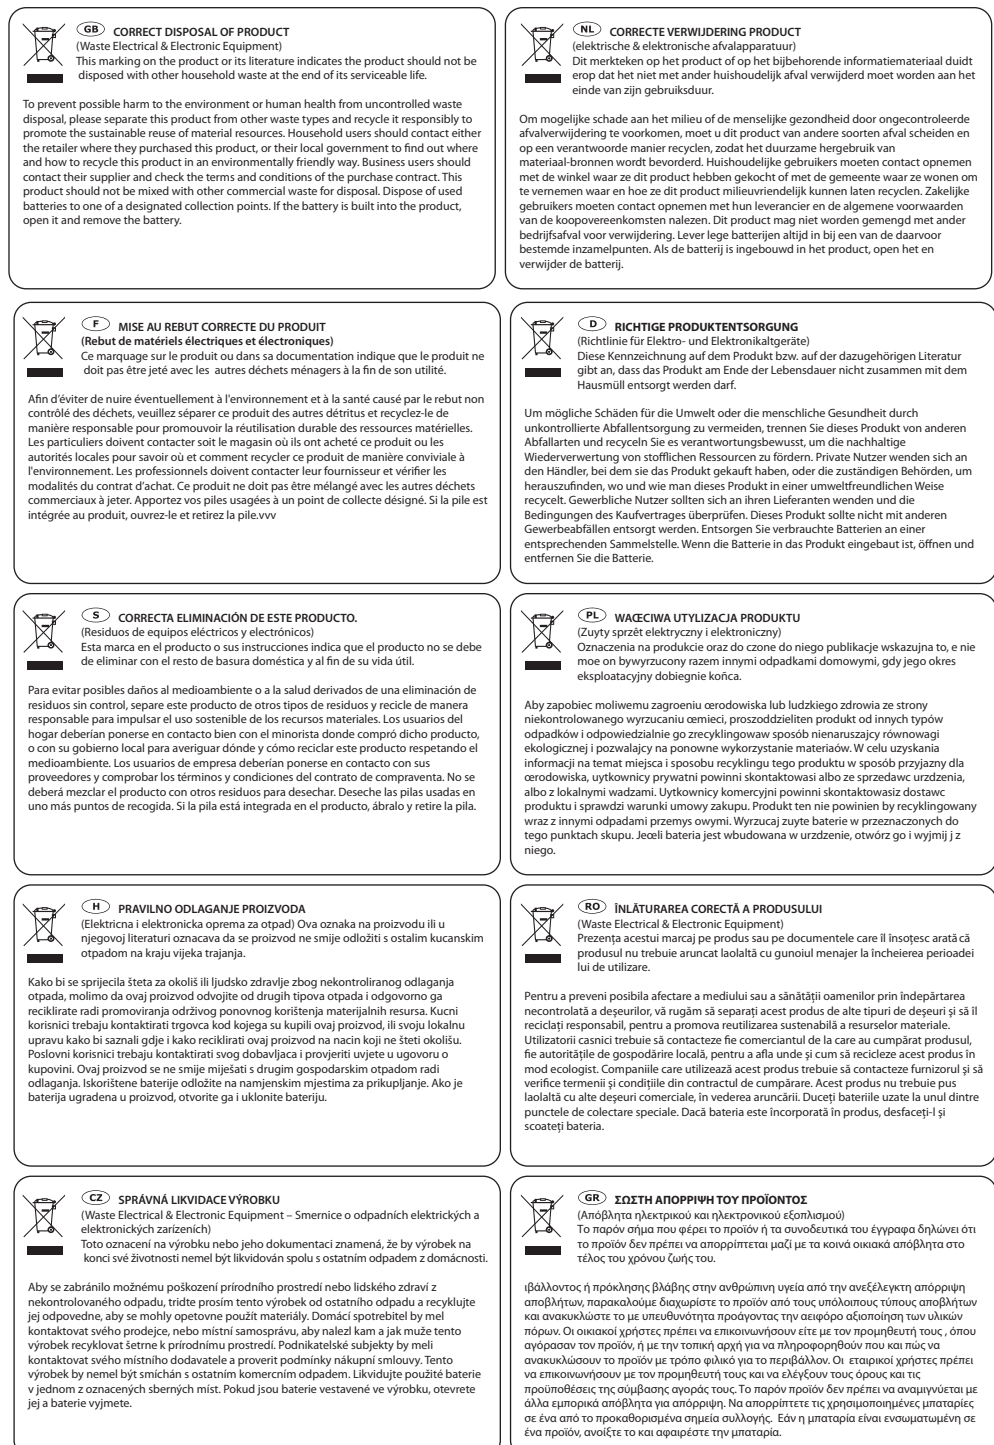 GB CORRECT DISPOSAL OF PRODUCT
(Waste Electrical & Electronic Equipment)
This marking on the product or its literature indicates the product should not be
disposed with other household waste at the end of its serviceable life.
To prevent possible harm to the environment or human health from uncontrolled waste
disposal, please separate this product from other waste types and recycle it responsibly to
promote the sustainable reuse of material resources. Household users should contact either
the retailer where they purchased this product, or their local government to find out where
and how to recycle this product in an environmentally friendly way. Business users should
contact their supplier and check the terms and conditions of the purchase contract. This
product should not be mixed with other commercial waste for disposal. Dispose of used
batteries to one of a designated collection points. If the battery is built into the product,
open it and remove the battery.
NL CORRECTE VERWIJDERING PRODUCT
(elektrische & elektronische afvalapparatuur)
Dit merkteken op het product of op het bijbehorende informatiemateriaal duidt
erop dat het niet met ander huishoudelijk afval verwijderd moet worden aan het
einde van zijn gebruiksduur.
Om mogelijke schade aan het milieu of de menselijke gezondheid door ongecontroleerde
afvalverwijdering te voorkomen, moet u dit product van andere soorten afval scheiden en
op een verantwoorde manier recyclen, zodat het duurzame hergebruik van
materiaal-bronnen wordt bevorderd. Huishoudelijke gebruikers moeten contact opnemen
met de winkel waar ze dit product hebben gekocht of met de gemeente waar ze wonen om
te vernemen waar en hoe ze dit product milieuvriendelijk kunnen laten recyclen. Zakelijke
gebruikers moeten contact opnemen met hun leverancier en de algemene voorwaarden
van de koopovereenkomsten nalezen. Dit product mag niet worden gemengd met ander
bedrijfsafval voor verwijdering. Lever lege batterijen altijd in bij een van de daarvoor
bestemde inzamelpunten. Als de batterij is ingebouwd in het product, open het en
verwijder de batterij.
F MISE AU REBUT CORRECTE DU PRODUIT
(Rebut de matériels électriques et électroniques)
Ce marquage sur le produit ou dans sa documentation indique que le produit ne
doit pas être jeté avec les autres déchets ménagers à la fin de son utilité.
Afin d'éviter de nuire éventuellement à l'environnement et à la santé causé par le rebut non
contrôlé des déchets, veuillez séparer ce produit des autres détritus et recyclez-le de
manière responsable pour promouvoir la réutilisation durable des ressources matérielles.
Les particuliers doivent contacter soit le magasin où ils ont acheté ce produit ou les
autorités locales pour savoir où et comment recycler ce produit de manière conviviale à
l'environnement. Les professionnels doivent contacter leur fournisseur et vérifier les
modalités du contrat d'achat. Ce produit ne doit pas être mélangé avec les autres déchets
commerciaux à jeter. Apportez vos piles usagées à un point de collecte désigné. Si la pile est
intégrée au produit, ouvrez-le et retirez la pile.vvv
D RICHTIGE PRODUKTENTSORGUNG
(Richtlinie für Elektro- und Elektronikaltgeräte)
Diese Kennzeichnung auf dem Produkt bzw. auf der dazugehörigen Literatur
gibt an, dass das Produkt am Ende der Lebensdauer nicht zusammen mit dem
Hausmüll entsorgt werden darf.
Um mögliche Schäden für die Umwelt oder die menschliche Gesundheit durch
unkontrollierte Abfallentsorgung zu vermeiden, trennen Sie dieses Produkt von anderen
Abfallarten und recyceln Sie es verantwortungsbewusst, um die nachhaltige
Wiederverwertung von stofflichen Ressourcen zu fördern. Private Nutzer wenden sich an
den Händler, bei dem sie das Produkt gekauft haben, oder die zuständigen Behörden, um
herauszufinden, wo und wie man dieses Produkt in einer umweltfreundlichen Weise
recycelt. Gewerbliche Nutzer sollten sich an ihren Lieferanten wenden und die
Bedingungen des Kaufvertrages überprüfen. Dieses Produkt sollte nicht mit anderen
Gewerbeabfällen entsorgt werden. Entsorgen Sie verbrauchte Batterien an einer
entsprechenden Sammelstelle. Wenn die Batterie in das Produkt eingebaut ist, öffnen und
entfernen Sie die Batterie.
S CORRECTA ELIMINACIÓN DE ESTE PRODUCTO.
(Residuos de equipos eléctricos y electrónicos)
Esta marca en el producto o sus instrucciones indica que el producto no se debe
de eliminar con el resto de basura doméstica y al fin de su vida útil.
Para evitar posibles daños al medioambiente o a la salud derivados de una eliminación de
residuos sin control, separe este producto de otros tipos de residuos y recicle de manera
responsable para impulsar el uso sostenible de los recursos materiales. Los usuarios del
hogar deberían ponerse en contacto bien con el minorista donde compró dicho producto,
o con su gobierno local para averiguar dónde y cómo reciclar este producto respetando el
medioambiente. Los usuarios de empresa deberían ponerse en contacto con sus
proveedores y comprobar los términos y condiciones del contrato de compraventa. No se
deberá mezclar el producto con otros residuos para desechar. Deseche las pilas usadas en
uno más puntos de recogida. Si la pila está integrada en el producto, ábralo y retire la pila.
PL WAŒCIWA UTYLIZACJA PRODUKTU
(Zuyty sprzêt elektryczny i elektroniczny)
Oznaczenia na produkcie oraz do czone do niego publikacje wskazujna to, e nie
moe on bywyrzucony razem innymi odpadkami domowymi, gdy jego okres
eksploatacyjny dobiegnie koñca.
Aby zapobiec moliwemu zagroeniu œrodowiska lub ludzkiego zdrowia ze strony
niekontrolowanego wyrzucaniu œmieci, proszoddzieliten produkt od innych typów
odpadków i odpowiedzialnie go zrecyklingowaw sposób nienaruszajcy równowagi
ekologicznej i pozwalajcy na ponowne wykorzystanie materiaów. W celu uzyskania
informacji na temat miejsca i sposobu recyklingu tego produktu w sposób przyjazny dla
œrodowiska, uytkownicy prywatni powinni skontaktowasi albo ze sprzedawc urzdzenia,
albo z lokalnymi wadzami. Uytkownicy komercyjni powinni skontaktowasiz dostawc
produktu i sprawdzi warunki umowy zakupu. Produkt ten nie powinien by recyklingowany
wraz z innymi odpadami przemys owymi. Wyrzucaj zuyte baterie w przeznaczonych do
tego punktach skupu. Jeœli bateria jest wbudowana w urzdzenie, otwórz go i wyjmij j z
niego.
H PRAVILNO ODLAGANJE PROIZVODA
(Elektricna i elektronicka oprema za otpad) Ova oznaka na proizvodu ili u
njegovoj literaturi oznacava da se proizvod ne smije odložiti s ostalim kucanskim
otpadom na kraju vijeka trajanja.
Kako bi se sprijecila šteta za okoliš ili ljudsko zdravlje zbog nekontroliranog odlaganja
otpada, molimo da ovaj proizvod odvojite od drugih tipova otpada i odgovorno ga
reciklirate radi promoviranja održivog ponovnog korištenja materijalnih resursa. Kucni
korisnici trebaju kontaktirati trgovca kod kojega su kupili ovaj proizvod, ili svoju lokalnu
upravu kako bi saznali gdje i kako reciklirati ovaj proizvod na nacin koji ne šteti okolišu.
Poslovni korisnici trebaju kontaktirati svog dobavljaca i provjeriti uvjete u ugovoru o
kupovini. Ovaj proizvod se ne smije miješati s drugim gospodarskim otpadom radi
odlaganja. Iskorištene baterije odložite na namjenskim mjestima za prikupljanje. Ako je
baterija ugradena u proizvod, otvorite ga i uklonite bateriju.
RO ÎNLĂTURAREA CORECTĂ A PRODUSULUI
(Waste Electrical & Electronic Equipment)
Prezența acestui marcaj pe produs sau pe documentele care îl însoțesc arată că
produsul nu trebuie aruncat laolaltă cu gunoiul menajer la încheierea perioadei
lui de utilizare.
Pentru a preveni posibila afectare a mediului sau a sănătății oamenilor prin îndepărtarea
necontrolată a deșeurilor, vă rugăm să separați acest produs de alte tipuri de deșeuri și să îl
reciclați responsabil, pentru a promova reutilizarea sustenabilă a resurselor materiale.
Utilizatorii casnici trebuie să contacteze fie comerciantul de la care au cumpărat produsul,
fie autoritățile de gospodărire locală, pentru a afla unde și cum să recicleze acest produs în
mod ecologist. Companiile care utilizează acest produs trebuie să contacteze furnizorul și să
verifice termenii și condițiile din contractul de cumpărare. Acest produs nu trebuie pus
laolaltă cu alte deșeuri comerciale, în vederea aruncării. Duceți bateriile uzate la unul dintre
punctele de colectare speciale. Dacă bateria este încorporată în produs, desfaceți-l și
scoateți bateria.
CZ SPRÁVNÁ LIKVIDACE VÝROBKU
(Waste Electrical & Electronic Equipment – Smernice o odpadních elektrických a
elektronických zarízeních)
Toto oznacení na výrobku nebo jeho dokumentaci znamená, že by výrobek na
konci své životnosti nemel být likvidován spolu s ostatním odpadem z domácnosti.
Aby se zabránilo možnému poškození prírodního prostredí nebo lidského zdraví z
nekontrolovaného odpadu, tridte prosím tento výrobek od ostatního odpadu a recyklujte
jej odpovedne, aby se mohly opetovne použít materiály. Domácí spotrebitel by mel
kontaktovat svého prodejce, nebo místní samosprávu, aby nalezl kam a jak muže tento
výrobek recyklovat šetrne k prírodnímu prostredí. Podnikatelské subjekty by meli
kontaktovat svého místního dodavatele a proverit podmínky nákupní smlouvy. Tento
výrobek by nemel být smíchán s ostatním komercním odpadem. Likvidujte použité baterie
v jednom z oznacených sberných míst. Pokud jsou baterie vestavené ve výrobku, otevrete
jej a baterie vyjmete.
GR ΣΩΣΤΗ ΑΠΟΡΡΙΨΗ ΤΟΥ ΠΡΟΪΟΝΤΟΣ
(Απόβλητα ηλεκτρικού και ηλεκτρονικού εξοπλισμού)
Το παρόν σήμα που φέρει το προϊόν ή τα συνοδευτικά του έγγραφα δηλώνει ότι
το προϊόν δεν πρέπει να απορρίπτεται μαζί με τα κοινά οικιακά απόβλητα στο
τέλος του χρόνου ζωής του.
ιβάλλοντος ή πρόκλησης βλάβης στην ανθρώπινη υγεία από την ανεξέλεγκτη απόρριψη
αποβλήτων, παρακαλούμε διαχωρίστε το προϊόν από τους υπόλοιπους τύπους αποβλήτων
και ανακυκλώστε το με υπευθυνότητα προάγοντας την αειφόρο αξιοποίηση των υλικών
πόρων. Οι οικιακοί χρήστες πρέπει να επικοινωνήσουν είτε με τον προμηθευτή τους , όπου
αγόρασαν τον προϊόν, ή με την τοπική αρχή για να πληροφορηθούν που και πώς να
ανακυκλώσουν το προϊόν με τρόπο φιλικό για το περιβάλλον. Οι εταιρικοί χρήστες πρέπει
να επικοινωνήσουν με τον προμηθευτή τους και να ελέγξουν τους όρους και τις
προϋποθέσεις της σύμβασης αγοράς τους. Το παρόν προϊόν δεν πρέπει να αναμιγνύεται με
άλλα εμπορικά απόβλητα για απόρριψη. Να απορρίπτετε τις χρησιμοποιημένες μπαταρίες
σε ένα από το προκαθορισμένα σημεία συλλογής. Εάν η μπαταρία είναι ενσωματωμένη σε
ένα προϊόν, ανοίξτε το και αφαιρέστε την μπαταρία.